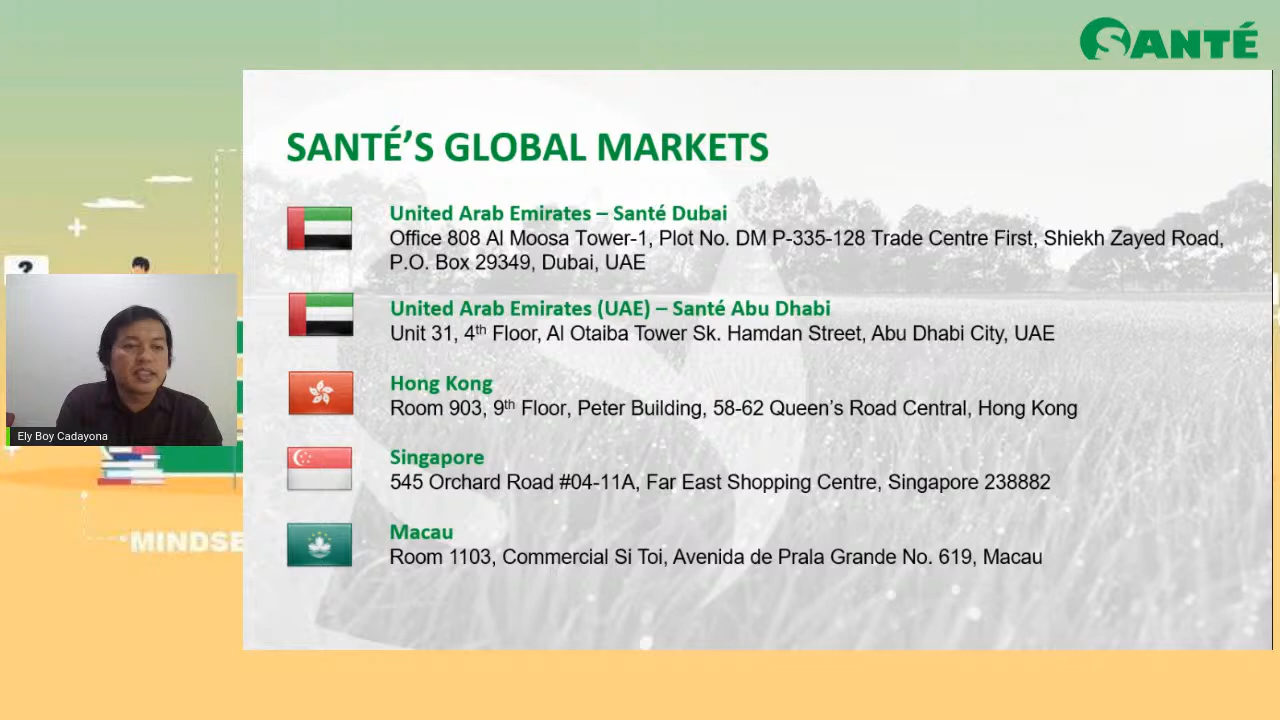 SANTÉ
SANTÉ'S GLOBAL MARKETS
United Arab Emirates – Santé Dubai
Office 808 Al Moosa Tower-1, Plot No. DM P-335-128 Trade Centre First, Shiekh Zayed Road,
P.O. Box 29349, Dubai, UAE
United Arab Emirates (UAE) – Santé Abu Dhabi
Unit 31, 4th Floor, Al Otaiba Tower Sk. Hamdan Street, Abu Dhabi City, UAE
Hong Kong
Room 903, 9th Floor, Peter Building, 58-62 Queen's Road Central, Hong Kong
Singapore
545 Orchard Road #04-11A, Far East Shopping Centre, Singapore 238882
Macau
Room 1103, Commercial Si Toi, Avenida de Prala Grande No. 619, Macau
?
Ely Boy Cadayona
MINDSE